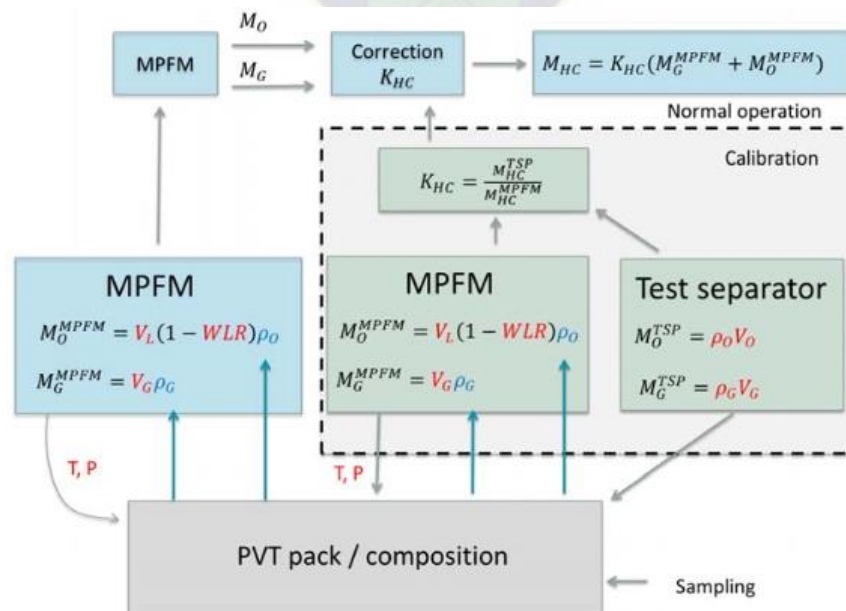 M_O
MPFM
M_G
Correction
K_HC
M_HC = K_HC(M_G^MPFM + M_O^MPFM)
Normal operation
Calibration
K_HC = M_HC^TSP / M_HC^MPFM
MPFM
M_O^MPFM = V_L(1 − WLR)ρ_O
M_G^MPFM = V_Gρ_G
MPFM
M_O^MPFM = V_L(1 − WLR)ρ_O
M_G^MPFM = V_Gρ_G
Test separator
M_O^TSP = ρ_OV_O
M_G^TSP = ρ_GV_G
T, P
T, P
PVT pack / composition
Sampling